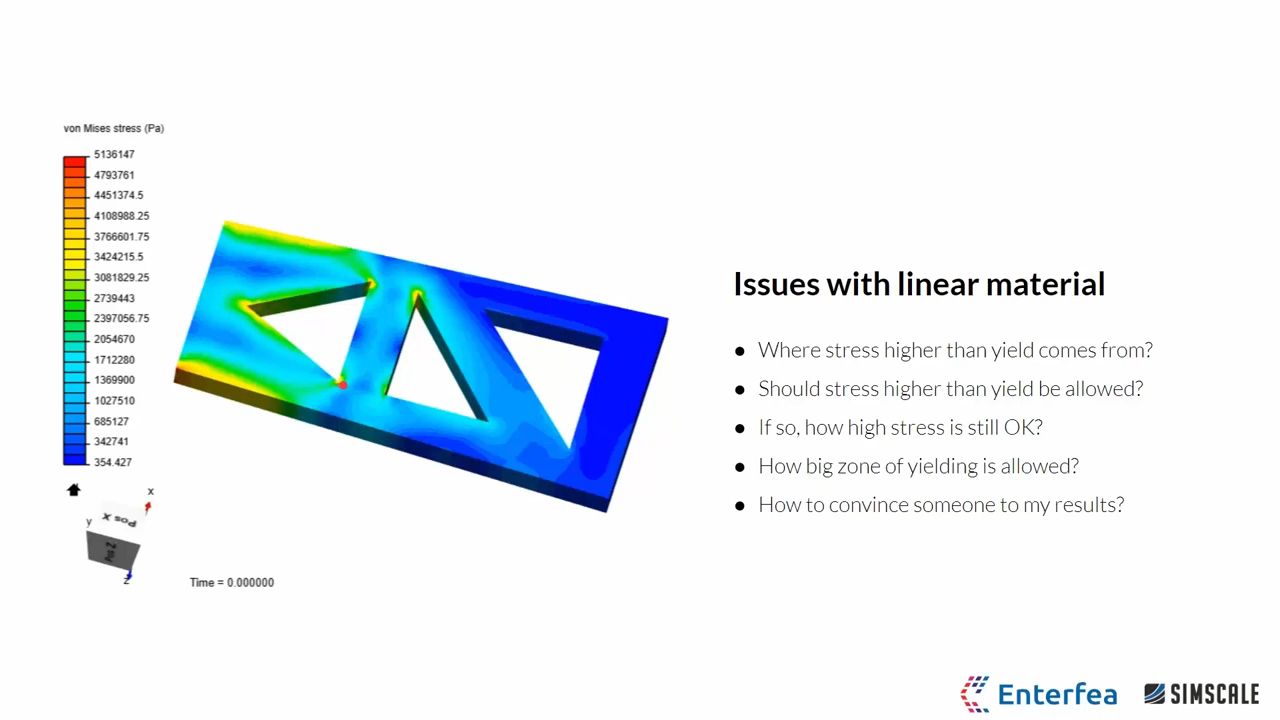 von Mises stress (Pa)
5136147
4793761
4451374.5
4108988.25
3766601.75
3424215.5
3081829.25
2739443
2397056.75
2054670
1712280
1369900
1027510
685127
342741
354.427
x
y
Pos X
Pos Z
z
Time = 0.000000
Issues with linear material
● Where stress higher than yield comes from?
● Should stress higher than yield be allowed?
● If so, how high stress is still OK?
● How big zone of yielding is allowed?
● How to convince someone to my results?
Enterfea
SIMSCALE